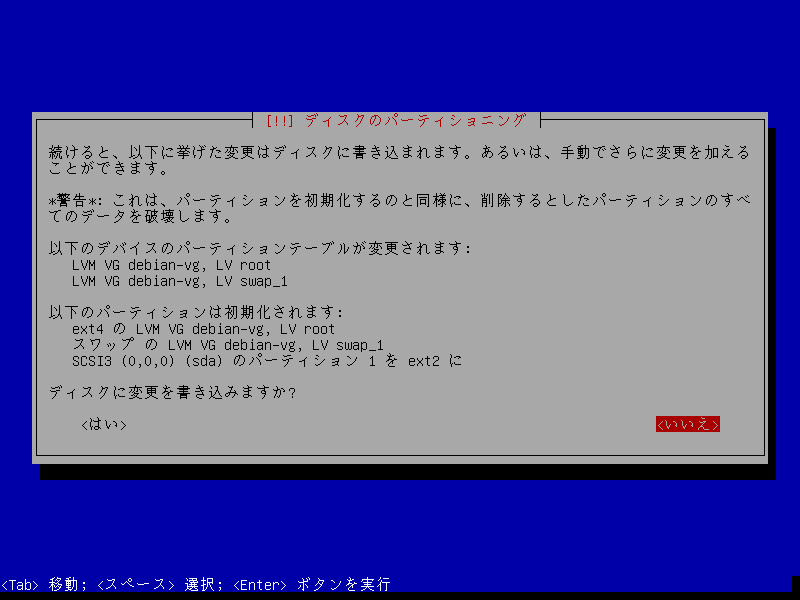 [!!] ディスクのパーティショニング
続けると、以下に挙げた変更はディスクに書き込まれます。あるいは、手動でさらに変更を加える
ことができます。
*警告*: これは、パーティションを初期化するのと同様に、削除するとしたパーティションのすべ
てのデータを破壊します。
以下のデバイスのパーティションテーブルが変更されます:
LVM VG debian-vg, LV root
LVM VG debian-vg, LV swap_1
以下のパーティションは初期化されます:
ext4 の LVM VG debian-vg, LV root
スワップ の LVM VG debian-vg, LV swap_1
SCSI3 (0,0,0) (sda) のパーティション 1 を ext2 に
ディスクに変更を書き込みますか?
<はい> <いいえ>
<Tab> 移動; <スペース> 選択; <Enter> ボタンを実行